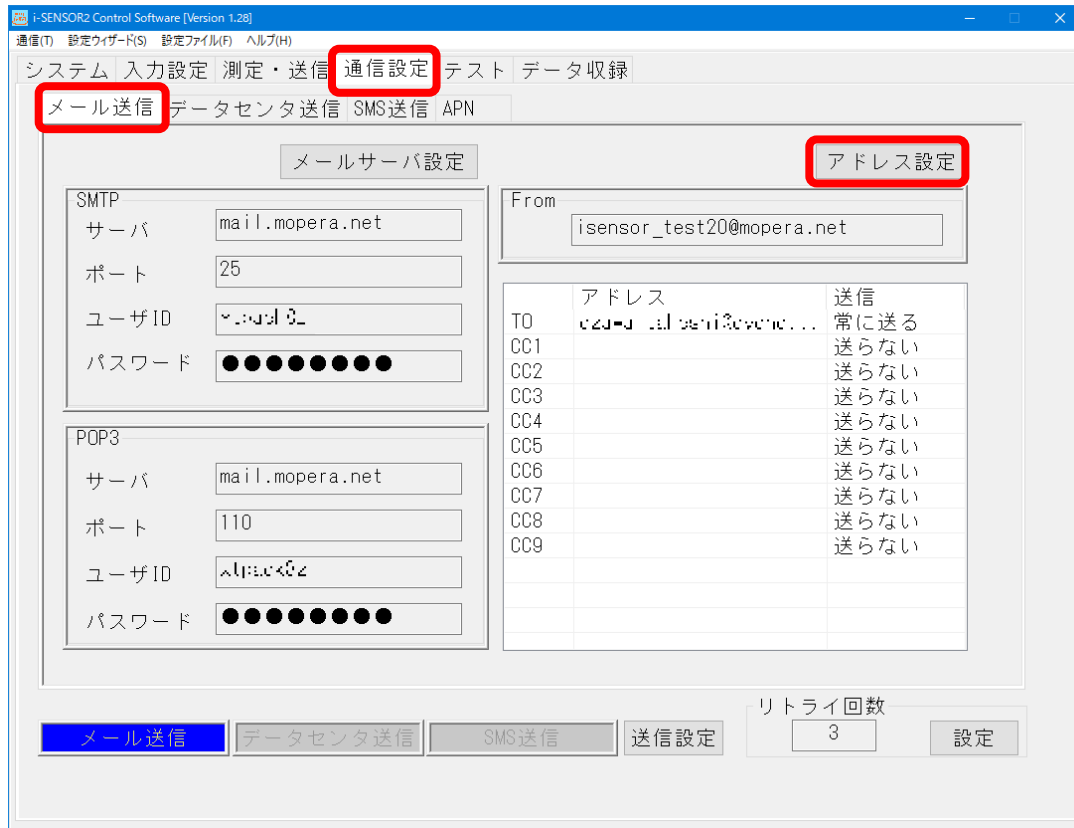 i-SENSOR2 Control Software [Version 1.28]
通信(T) 設定ウィザード(S) 設定ファイル(F) ヘルプ(H)
システム 入力設定 測定・送信 通信設定 テスト データ収録
メール送信 データセンタ送信 SMS送信 APN
メールサーバ設定 アドレス設定
SMTP
サーバ mail.mopera.net
ポート 25
ユーザID
パスワード ●●●●●●●●
From
isensor_test20@mopera.net
アドレス 送信
TO 常に送る
CC1 送らない
CC2 送らない
CC3 送らない
CC4 送らない
CC5 送らない
CC6 送らない
CC7 送らない
CC8 送らない
CC9 送らない
POP3
サーバ mail.mopera.net
ポート 110
ユーザID
パスワード ●●●●●●●●
メール送信 データセンタ送信 SMS送信 送信設定
リトライ回数
3 設定